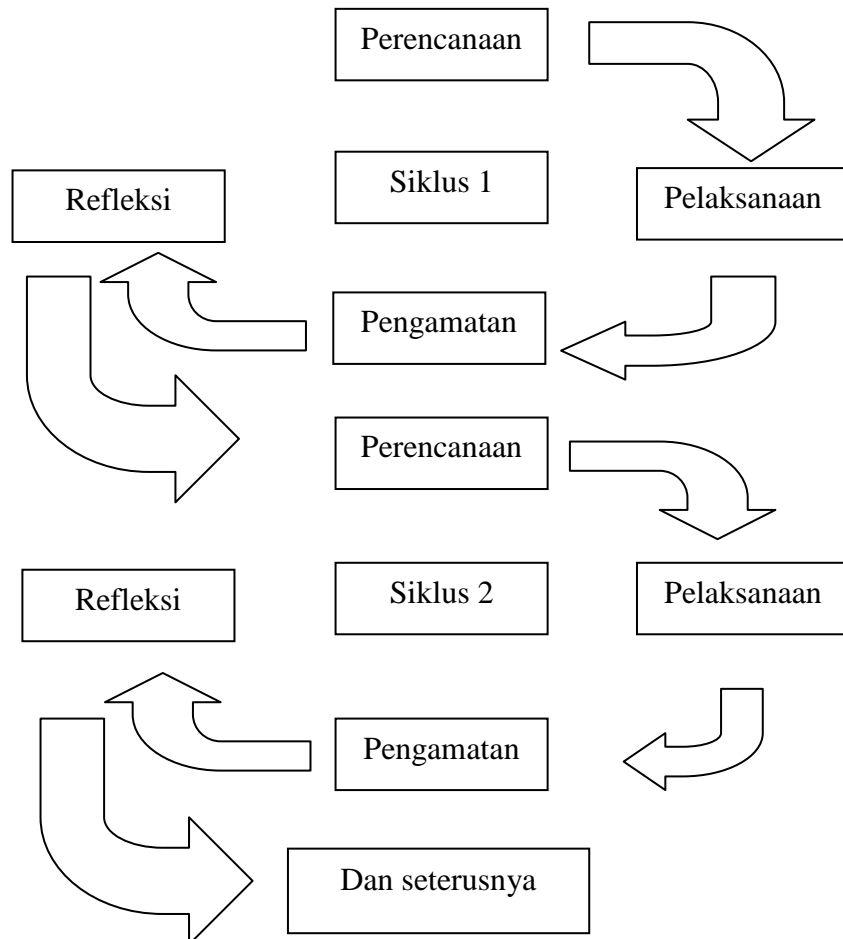 Perencanaan
Siklus 1
Refleksi
Pelaksanaan
Pengamatan
Perencanaan
Refleksi
Siklus 2
Pelaksanaan
Pengamatan
Dan seterusnya